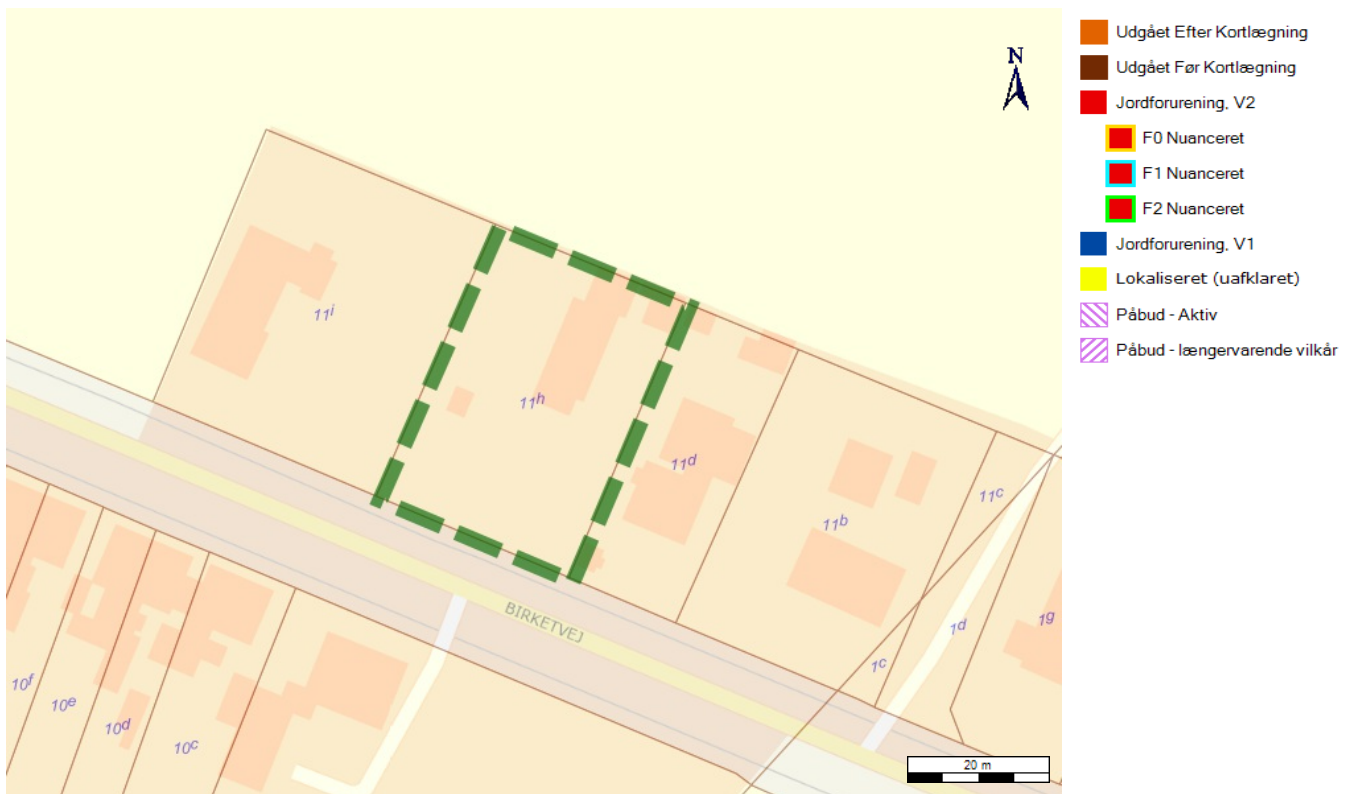 N
11i
11h
11d
11b
11c
1d
1g
1c
BIRKETVEJ
10f
10e
10d
10c
20 m
Udgået Efter Kortlægning
Udgået Før Kortlægning
Jordforurening, V2
F0 Nuanceret
F1 Nuanceret
F2 Nuanceret
Jordforurening, V1
Lokaliseret (uafklaret)
Påbud - Aktiv
Påbud - længervarende vilkår